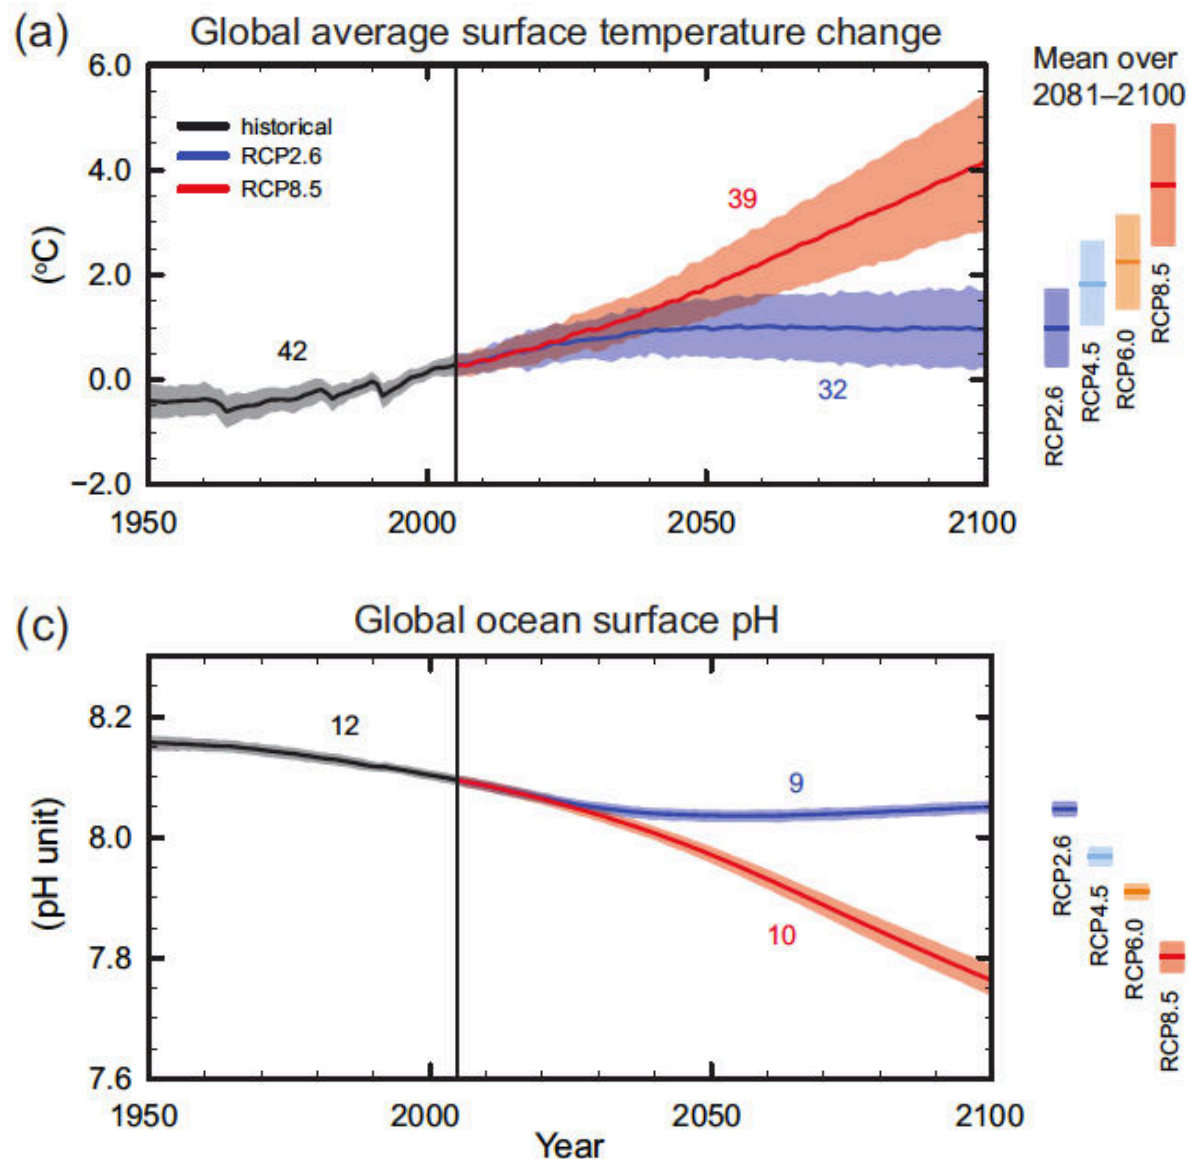 (a) Global average surface temperature change
Mean over
2081–2100
6.0
4.0
2.0
0.0
−2.0
(°C)
historical
RCP2.6
RCP8.5
42
39
32
1950 2000 2050 2100
RCP2.6
RCP4.5
RCP6.0
RCP8.5
(c) Global ocean surface pH
8.2
8.0
7.8
7.6
(pH unit)
12
9
10
1950 2000 2050 2100
Year
RCP2.6
RCP4.5
RCP6.0
RCP8.5